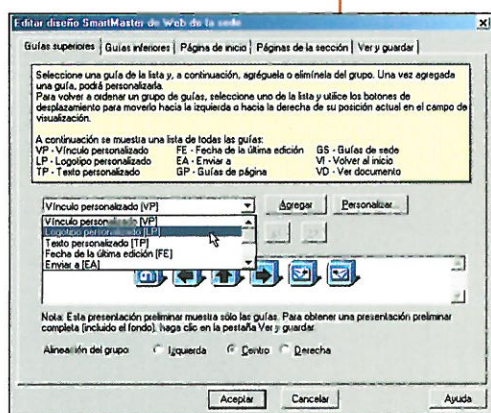 Editar diseño SmartMaster de Web de la sede
Guías superiores Guías inferiores Página de inicio Páginas de la sección Ver y guardar
Seleccione una guía de la lista y, a continuación, agréguela o elimínela del grupo. Una vez agregada
una guía, podrá personalizarla.
Para volver a ordenar un grupo de guías, seleccione uno de la lista y utilice los botones de
desplazamiento para moverlo hacia la izquierda o hacia la derecha de su posición actual en el campo de
visualización.
A continuación se muestra una lista de todas las guías:
VP - Vínculo personalizado FE - Fecha de la última edición GS - Guías de sede
LP - Logotipo personalizado EA - Enviar a VI - Volver al inicio
TP - Texto personalizado GP - Guías de página VD - Ver documento
Vínculo personalizado [VP] Agregar Personalizar...
Vínculo personalizado [VP]
Logotipo personalizado [LP]
Texto personalizado [TP]
Fecha de la última edición [FE]
Enviar a [EA]
Nota: Esta presentación preliminar muestra sólo las guías. Para obtener una presentación preliminar
completa (incluido el fondo), haga clic en la pestaña Ver y guardar.
Alineación del grupo: Izquierda Centro Derecha
Aceptar Cancelar Ayuda